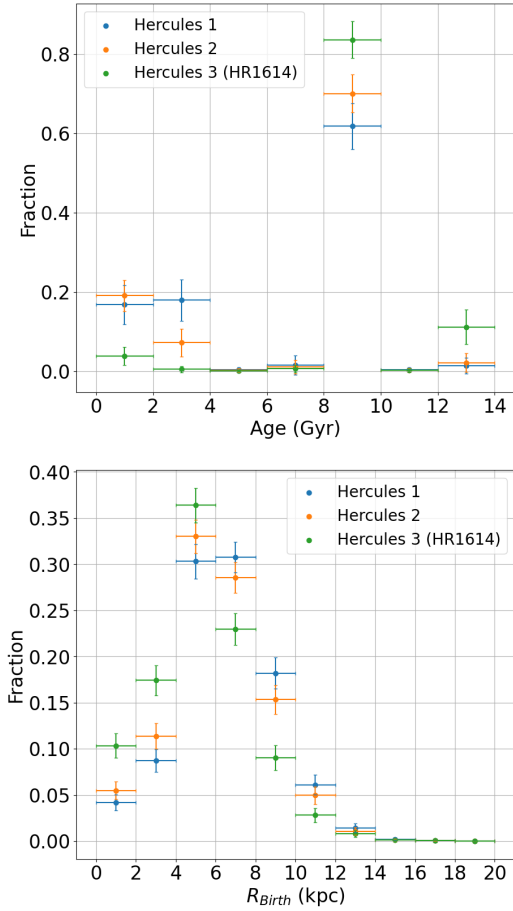 0.8
0.6
0.4
0.2
0.0
Fraction
Hercules 1
Hercules 2
Hercules 3 (HR1614)
0 2 4 6 8 10 12 14
Age (Gyr)
0.40
0.35
0.30
0.25
0.20
0.15
0.10
0.05
0.00
Fraction
Hercules 1
Hercules 2
Hercules 3 (HR1614)
0 2 4 6 8 10 12 14 16 18 20
R_Birth (kpc)